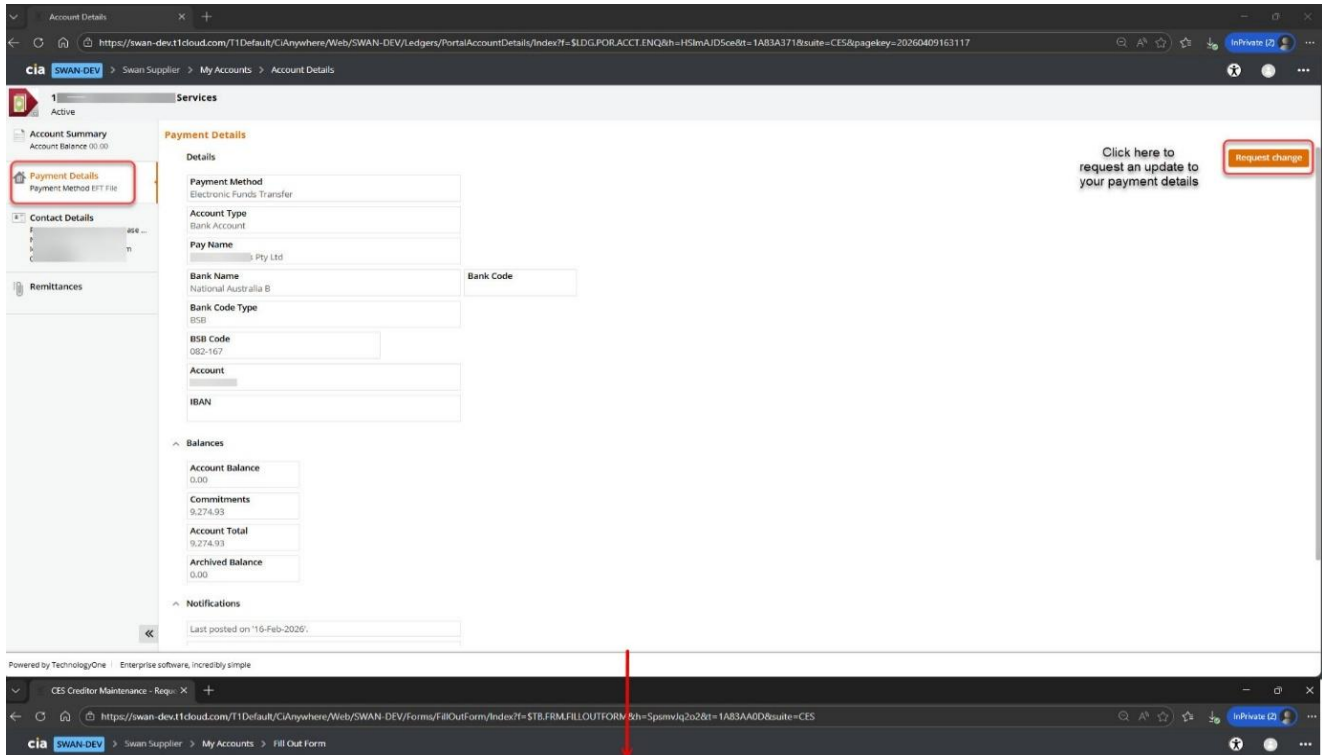 Account Details
https://swan-dev.t1cloud.com/T1Default/CiAnywhere/Web/SWAN-DEV/Ledgers/PortalAccountDetails/Index?f=$LDG.POR.ACCT.ENQ&h=HSlmAJD5ce&t=1A83A371&suite=CES&pagekey=20260409163117
InPrivate (2)
cia SWAN-DEV > Swan Supplier > My Accounts > Account Details
1 Services
Active
Account Summary
Account Balance 00.00
Payment Details
Payment Method EFT File
Contact Details
ase ...
Remittances
Payment Details
Click here to
request an update to
your payment details
Request change
Details
Payment Method
Electronic Funds Transfer
Account Type
Bank Account
Pay Name
Pty Ltd
Bank Name
National Australia B
Bank Code
Bank Code Type
BSB
BSB Code
082-167
Account
IBAN
Balances
Account Balance
0.00
Commitments
9,274.93
Account Total
9,274.93
Archived Balance
0.00
Notifications
Last posted on '16-Feb-2026'.
Powered by TechnologyOne | Enterprise software, incredibly simple
CES Creditor Maintenance - Reque
https://swan-dev.t1cloud.com/T1Default/CiAnywhere/Web/SWAN-DEV/Forms/FillOutForm/Index?f=$TB.FRM.FILLOUTFORM&h=SpsmvJq2o2&t=1A83AA0D&suite=CES
InPrivate (2)
cia SWAN-DEV > Swan Supplier > My Accounts > Fill Out Form